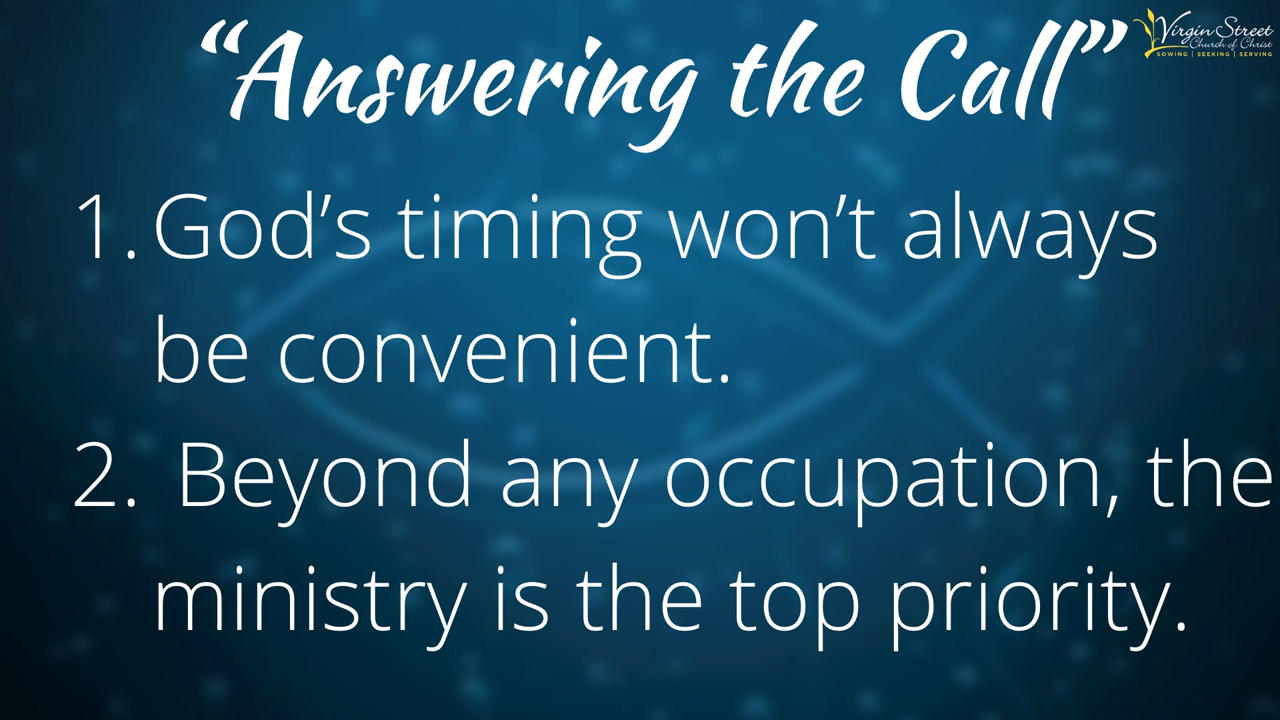 “Answering the Call”
Virgin Street
Church of Christ
SOWING | SEEKING | SERVING
1. God’s timing won’t always
be convenient.
2. Beyond any occupation, the
ministry is the top priority.